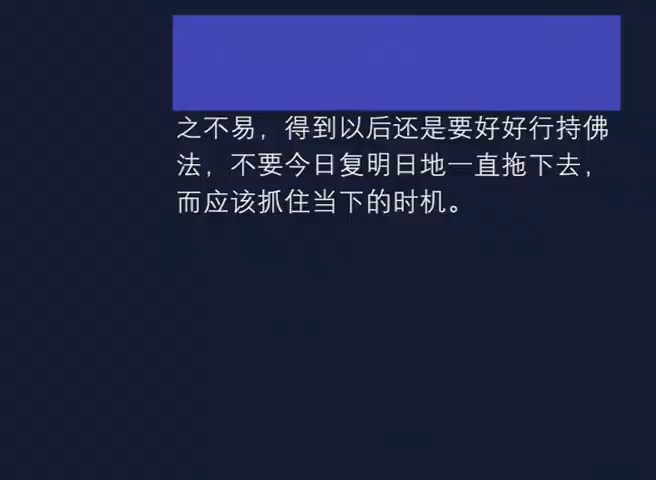 之不易，得到以后还是要好好行持佛
法，不要今日复明日地一直拖下去，
而应该抓住当下的时机。